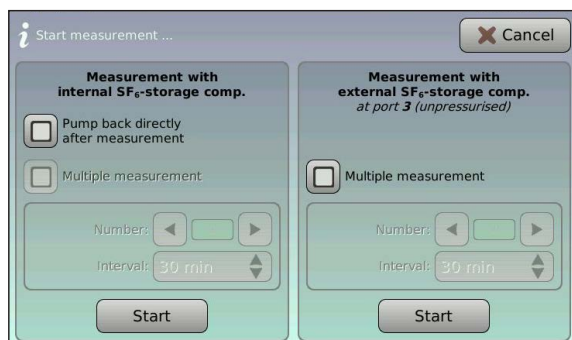 Start measurement ...
Cancel
Measurement with
internal SF₆-storage comp.
Pump back directly
after measurement
Multiple measurement
Number:
Interval: 30 min
Start
Measurement with
external SF₆-storage comp.
at port 3 (unpressurised)
Multiple measurement
Number:
Interval: 30 min
Start